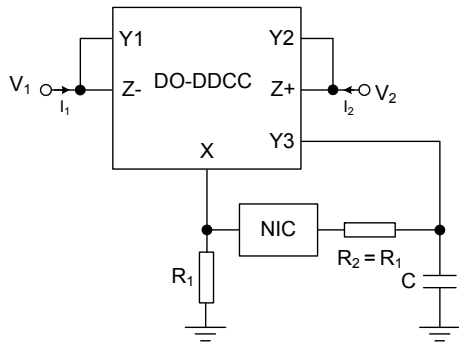 Y1
Y2
V1
Z-
DO-DDCC
Z+
V2
I1
I2
Y3
X
NIC
R2 = R1
R1
C